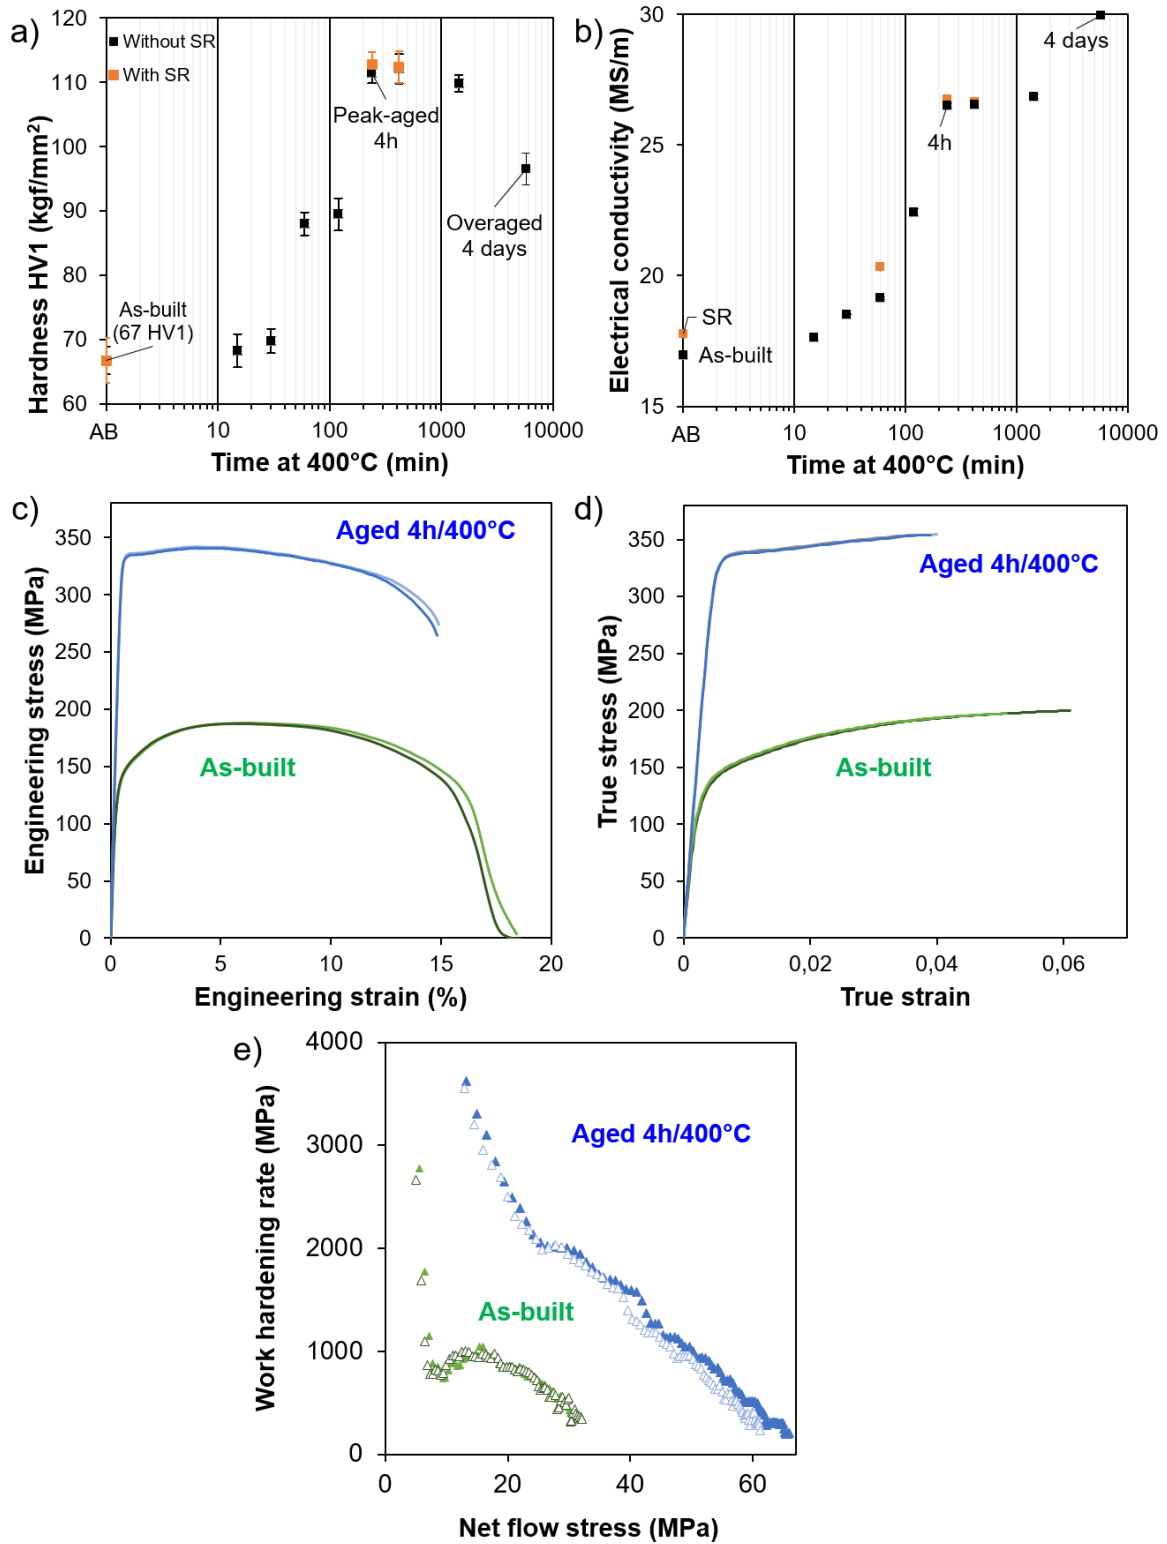 a)
Hardness HV1 (kgf/mm²)
120
110
100
90
80
70
60
Without SR
With SR
Peak-aged
4h
Overaged
4 days
As-built
(67 HV1)
AB
10
100
1000
10000
Time at 400°C (min)
b)
Electrical conductivity (MS/m)
30
25
20
15
4 days
4h
SR
As-built
AB
10
100
1000
10000
Time at 400°C (min)
c)
Engineering stress (MPa)
350
300
250
200
150
100
50
0
Aged 4h/400°C
As-built
0
5
10
15
20
Engineering strain (%)
d)
True stress (MPa)
350
300
250
200
150
100
50
0
Aged 4h/400°C
As-built
0
0,02
0,04
0,06
True strain
e)
Work hardening rate (MPa)
4000
3000
2000
1000
0
Aged 4h/400°C
As-built
0
20
40
60
Net flow stress (MPa)